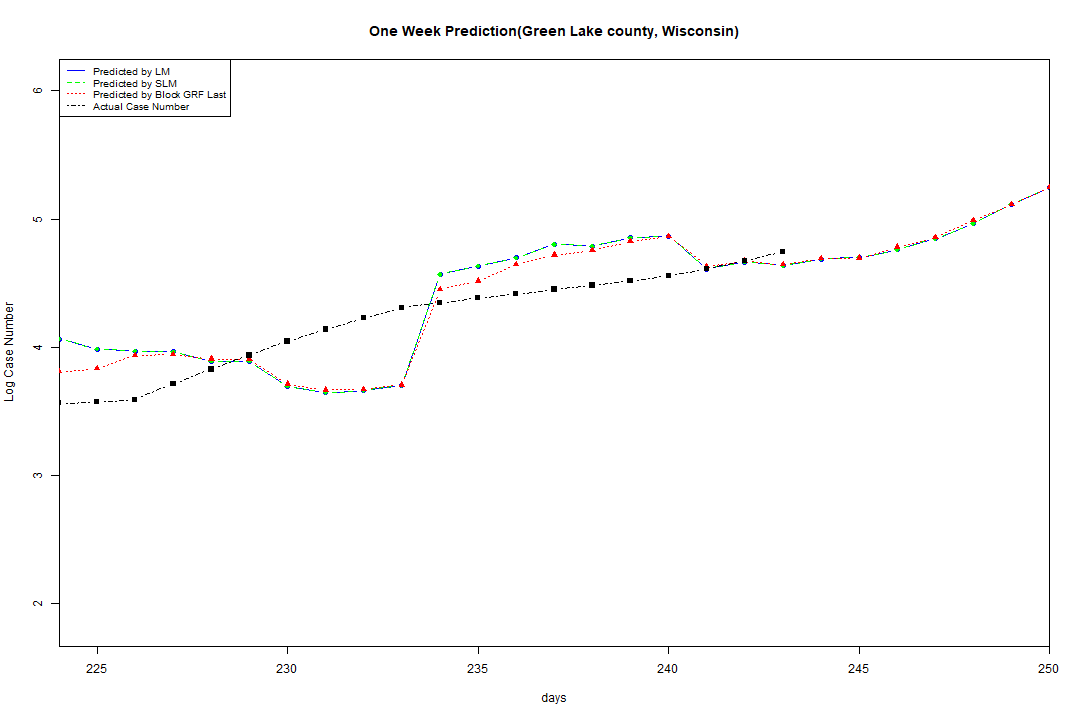 One Week Prediction(Green Lake county, Wisconsin)
Predicted by LM
Predicted by SLM
Predicted by Block GRF Last
Actual Case Number
6
5
4
3
2
Log Case Number
225 230 235 240 245 250
days